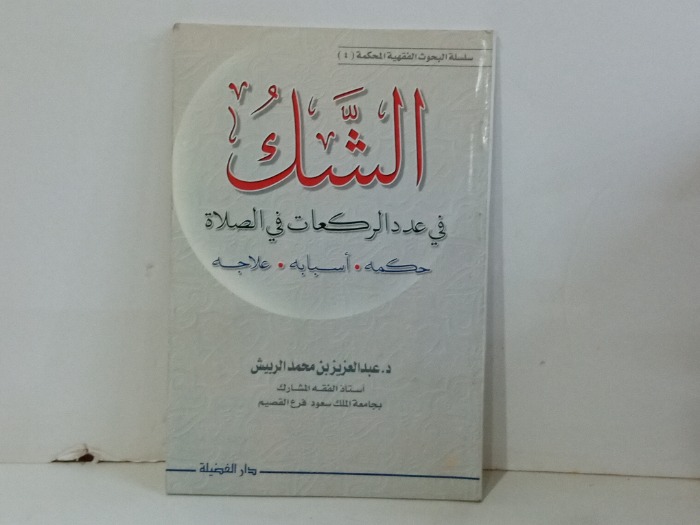 سلسلة البحوث الفقهية المحكمة (٤)
الشَّكُ
في عدد الركعات في الصلاة
حكمه • أسبابه • علاجه
د. عبدالعزيز بن محمد الربيش
أستاذ الفقه المشارك
بجامعة الملك سعود - فرع القصيم
دار الفضيلة